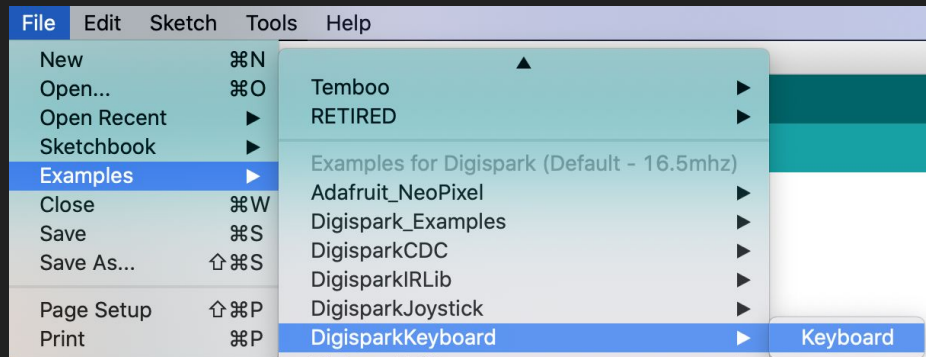 File Edit Sketch Tools Help
New ⌘N
Open... ⌘O
Open Recent ▶
Sketchbook ▶
Examples ▶
Close ⌘W
Save ⌘S
Save As... ⇧⌘S
Page Setup ⇧⌘P
Print ⌘P
▲
Temboo ▶
RETIRED ▶
Examples for Digispark (Default - 16.5mhz)
Adafruit_NeoPixel ▶
Digispark_Examples ▶
DigisparkCDC ▶
DigisparkIRLib ▶
DigisparkJoystick ▶
DigisparkKeyboard ▶
Keyboard